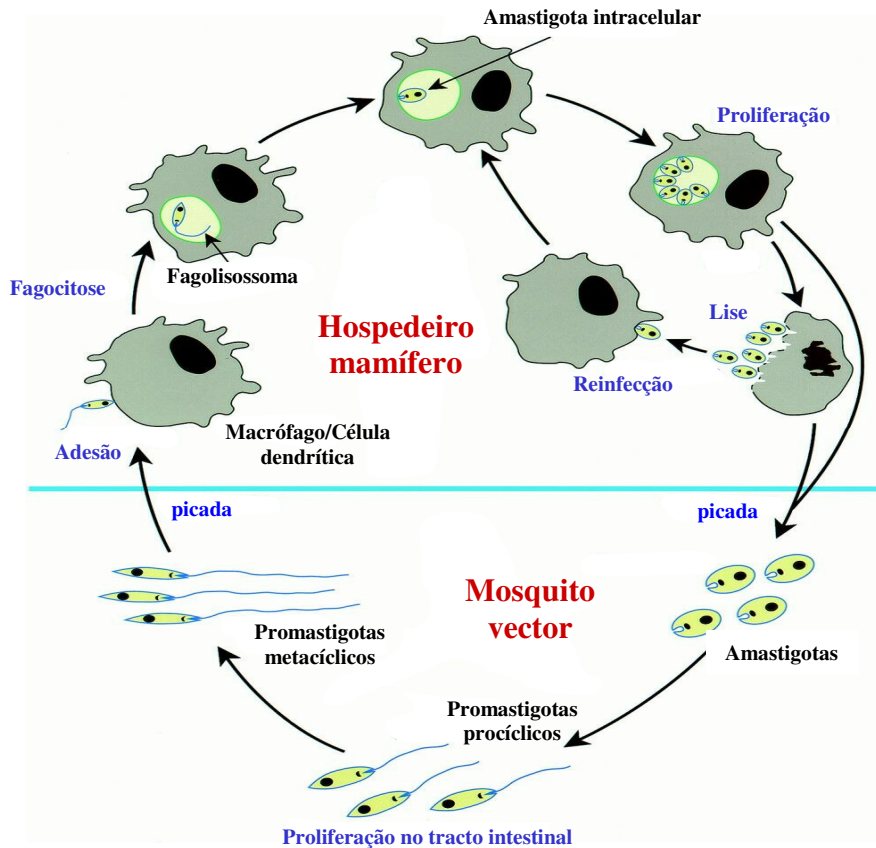 Amastigota intracelular
Proliferação
Fagolisossoma
Fagocitose
Hospedeiro
mamífero
Lise
Reinfecção
Macrófago/Célula
dendrítica
Adesão
picada
picada
Mosquito
vector
Promastigotas
metacíclicos
Amastigotas
Promastigotas
procíclicos
Proliferação no tracto intestinal